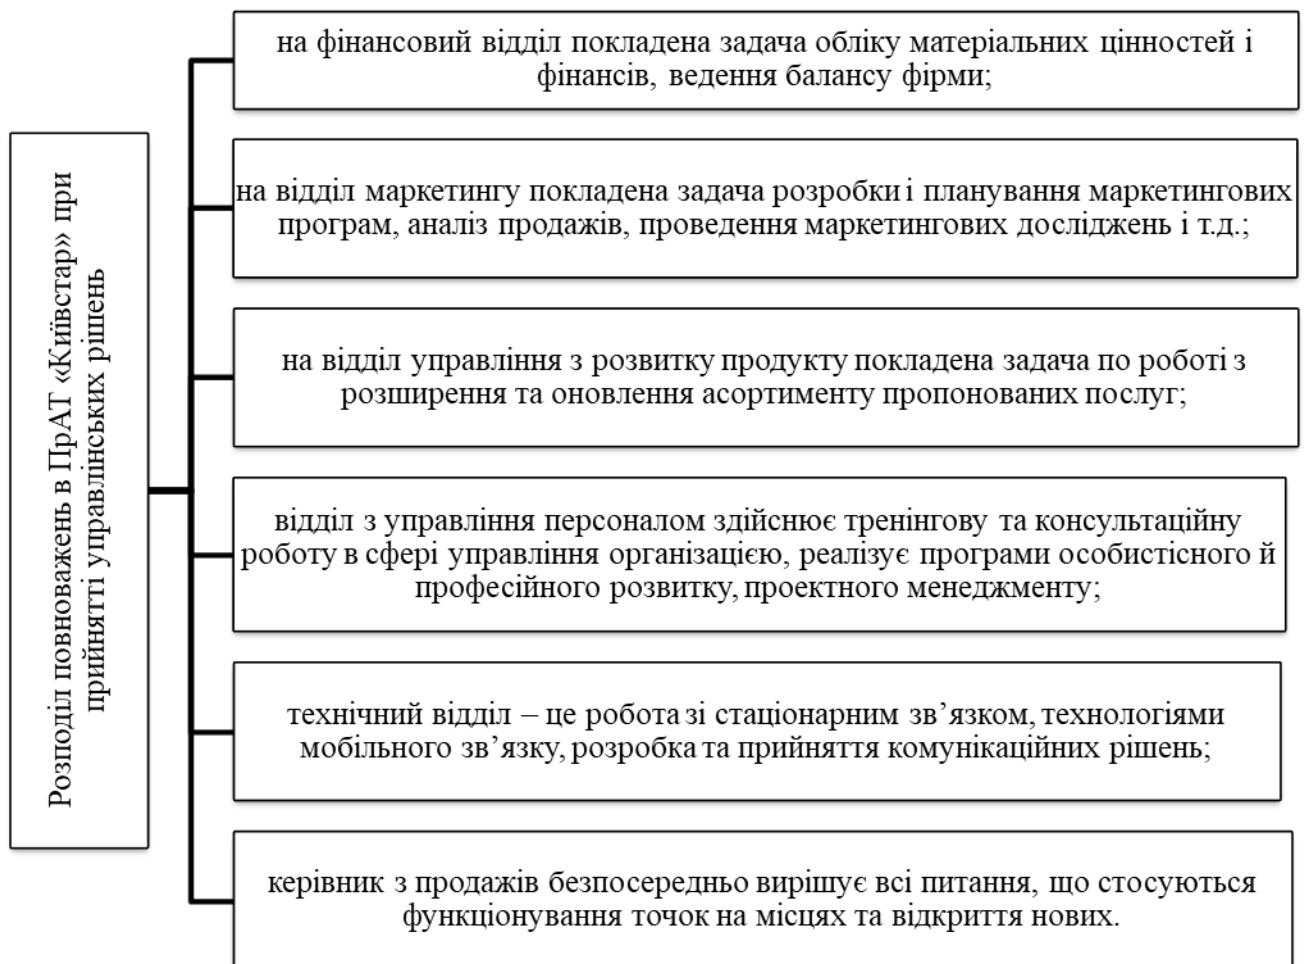 Розподіл повноважень в ПрАТ «Київстар» при
прийнятті управлінських рішень
на фінансовий відділ покладена задача обліку матеріальних цінностей і
фінансів, ведення балансу фірми;
на відділ маркетингу покладена задача розробки і планування маркетингових
програм, аналіз продажів, проведення маркетингових досліджень і т.д.;
на відділ управління з розвитку продукту покладена задача по роботі з
розширення та оновлення асортименту пропонованих послуг;
відділ з управління персоналом здійснює тренінгову та консультаційну
роботу в сфері управління організацією, реалізує програми особистісного й
професійного розвитку, проектного менеджменту;
технічний відділ – це робота зі стаціонарним зв’язком, технологіями
мобільного зв’язку, розробка та прийняття комунікаційних рішень;
керівник з продажів безпосередньо вирішує всі питання, що стосуються
функціонування точок на місцях та відкриття нових.